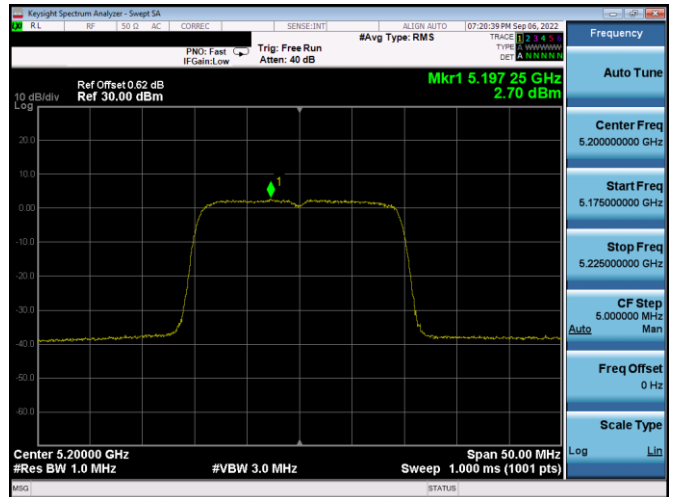 Keysight Spectrum Analyzer - Swept SA
RL RF 50 Ω AC CORREC SENSE:INT ALIGN AUTO 07:20:39 PM Sep 06, 2022
#Avg Type: RMS
TRACE 1 2 3 4 5 6
TYPE A WWWWW
DET A N N N N N
PNO: Fast
IFGain:Low
Trig: Free Run
Atten: 40 dB
Mkr1 5.197 25 GHz
2.70 dBm
Ref Offset 0.62 dB
Ref 30.00 dBm
10 dB/div
Log
20.0
10.0
0.00
-10.0
-20.0
-30.0
-40.0
-50.0
-60.0
1
Center 5.20000 GHz
Span 50.00 MHz
#Res BW 1.0 MHz
#VBW 3.0 MHz
Sweep 1.000 ms (1001 pts)
MSG
STATUS
Frequency
Auto Tune
Center Freq
5.200000000 GHz
Start Freq
5.175000000 GHz
Stop Freq
5.225000000 GHz
CF Step
5.000000 MHz
Auto Man
Freq Offset
0 Hz
Scale Type
Log Lin